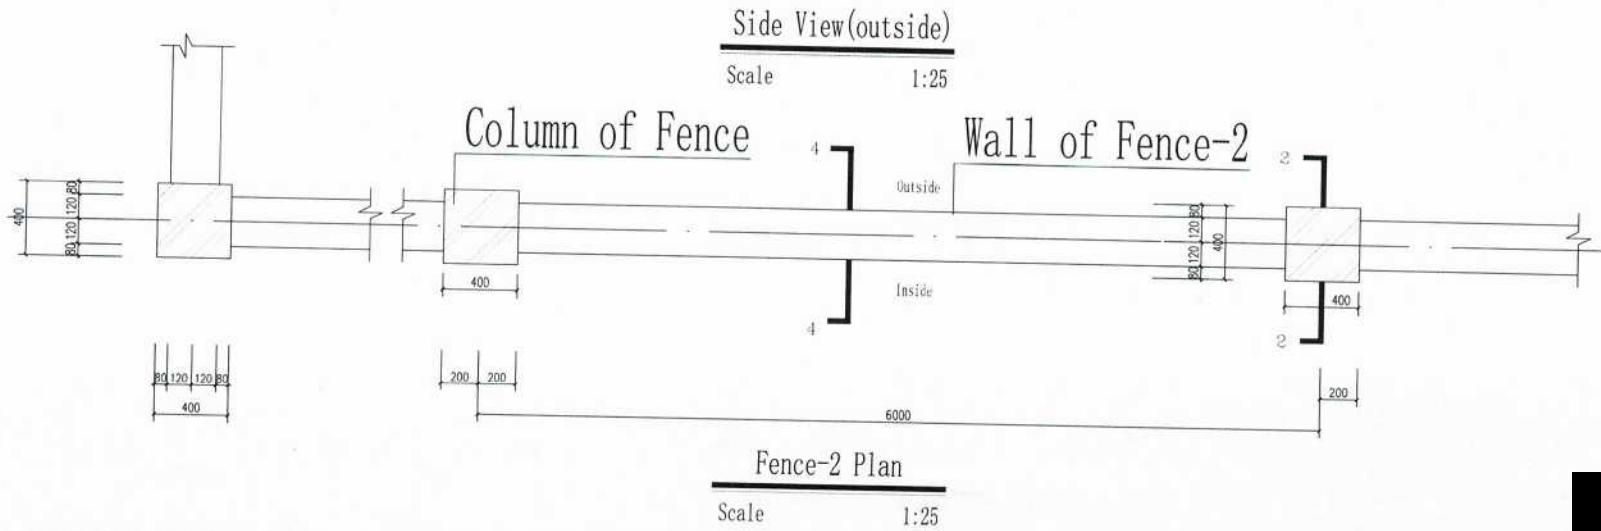 Side View(outside)
Scale 1:25
Column of Fence
Wall of Fence-2
4
2
Outside
80
120
120
80
400
80
120
120
80
400
Inside
400
400
4
2
80 120 120 80
400
200 200
200
6000
Fence-2 Plan
Scale 1:25